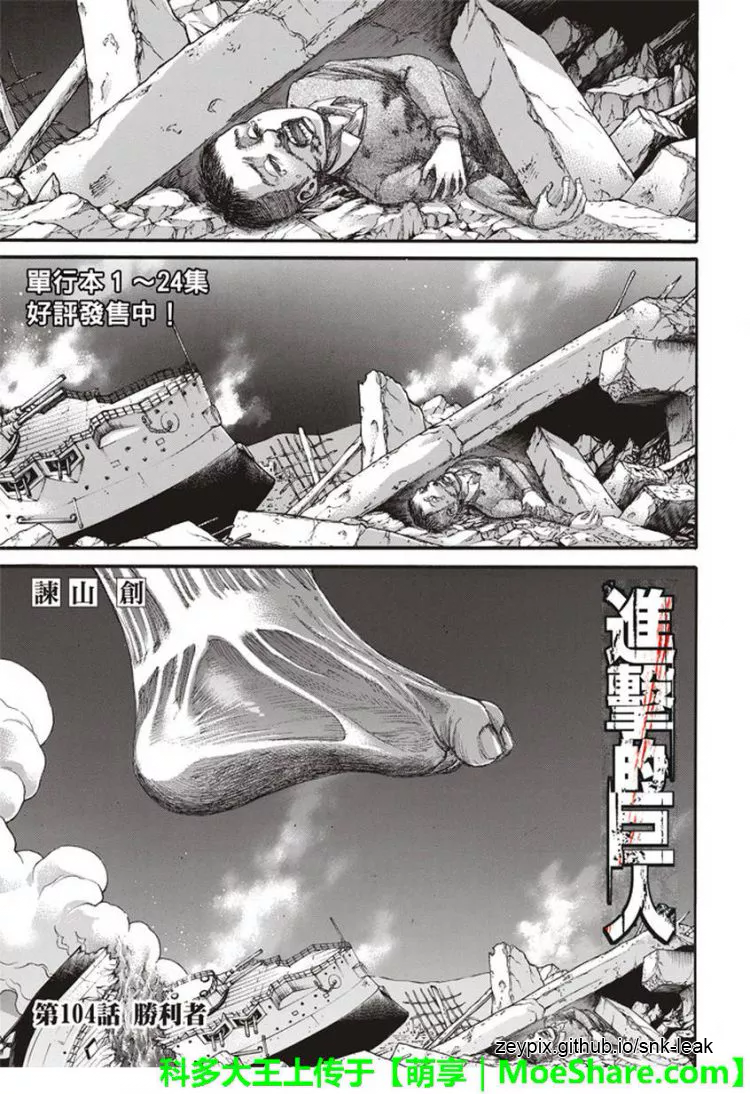 單行本1～24集
好評發售中！
諫山創
進擊的巨人
第104話 勝利者
zeypix.github.io/snk-leak
科多大王上传于【萌享｜MoeShare.com】